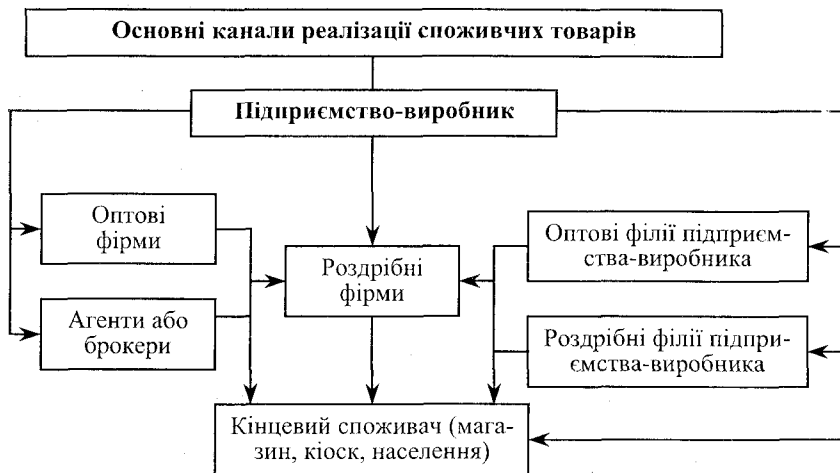 Основні канали реалізації споживчих товарів
Підприємство-виробник
Оптові
фірми
Агенти або
брокери
Роздрібні
фірми
Оптові філії підприєм-
ства-виробника
Роздрібні філії підпри-
ємства-виробника
Кінцевий споживач (мага-
зин, кіоск, населення)